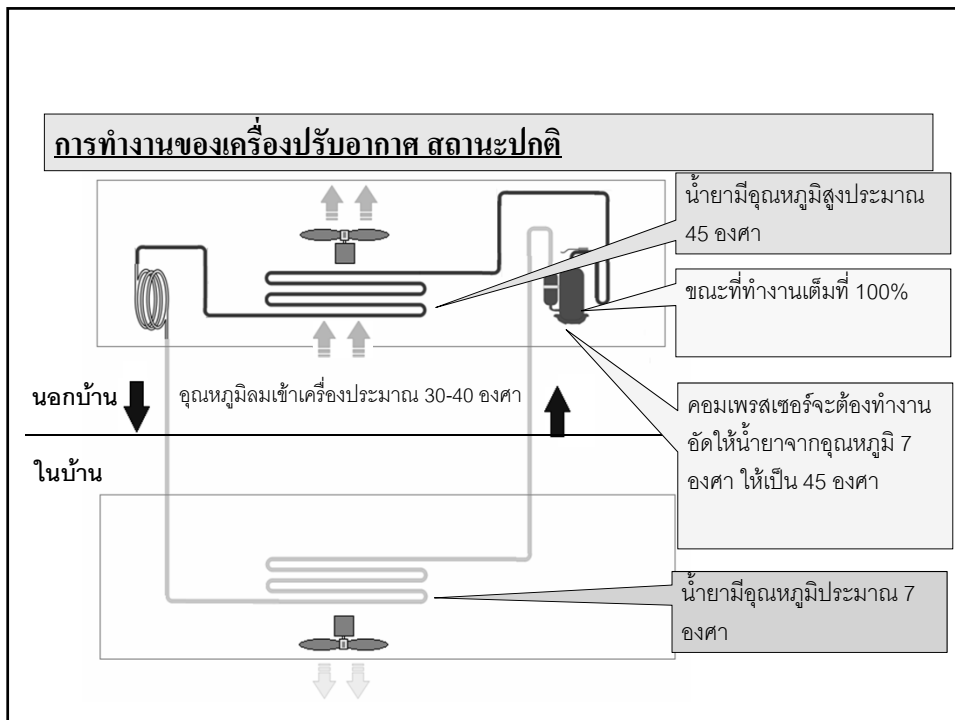 การทำงานของเครื่องปรับอากาศ สถานะปกติ
น้ำยามีอุณหภูมิสูงประมาณ
45 องศา
ขณะที่ทำงานเต็มที่ 100%
นอกบ้าน
อุณหภูมิลมเข้าเครื่องประมาณ 30-40 องศา
คอมเพรสเซอร์จะต้องทำงาน
อัดให้น้ำยาจากอุณหภูมิ 7
องศา ให้เป็น 45 องศา
ในบ้าน
น้ำยามีอุณหภูมิประมาณ 7
องศา